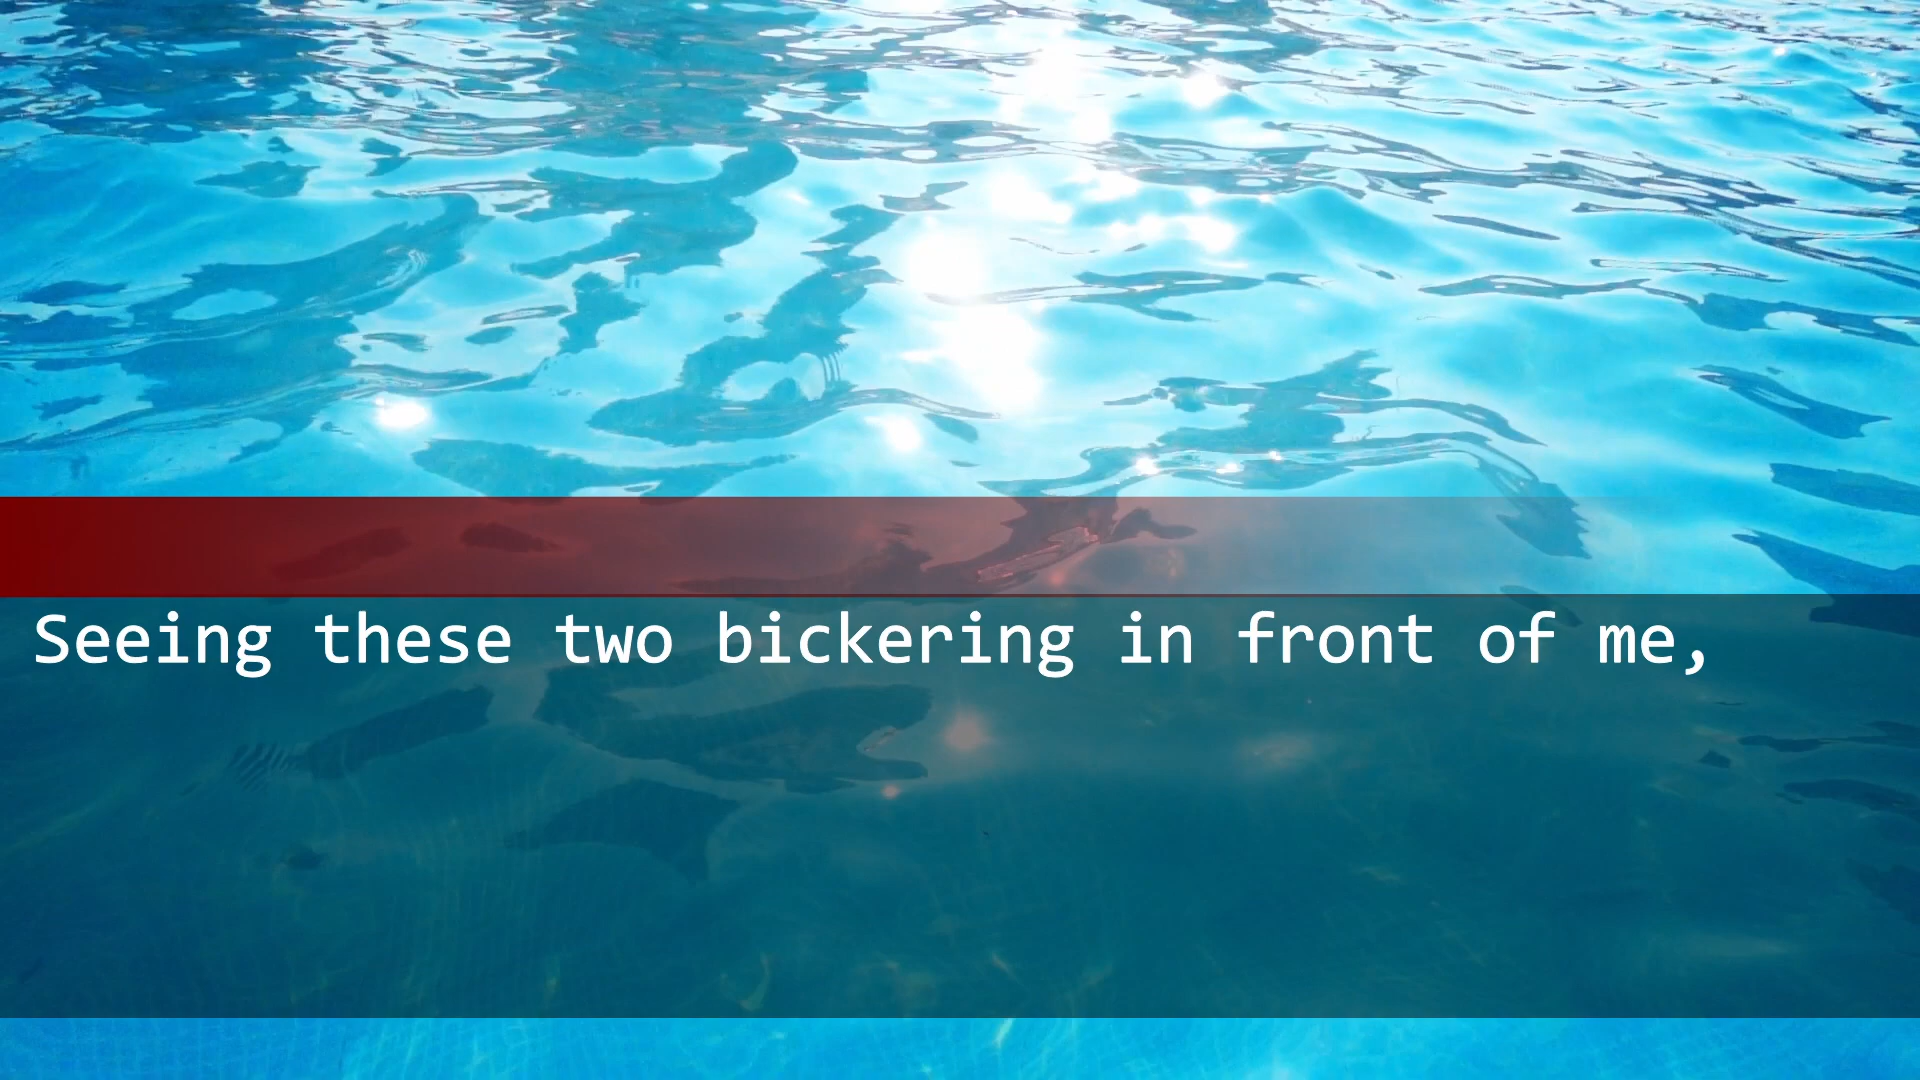 Seeing these two bickering in front of me,